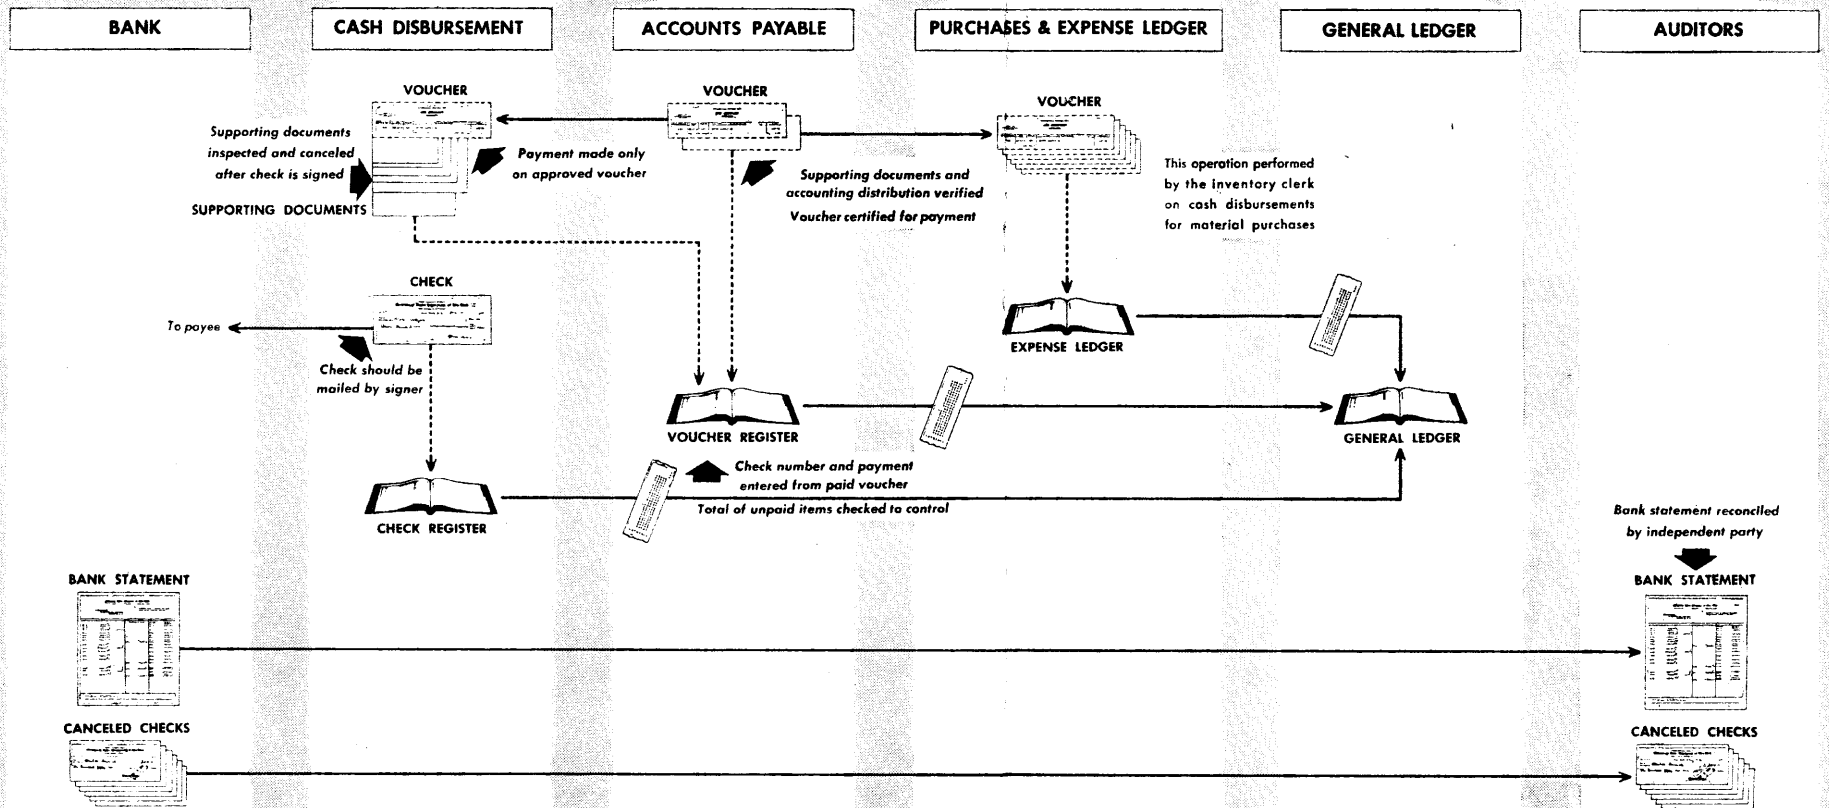 BANK
CASH DISBURSEMENT
ACCOUNTS PAYABLE
PURCHASES & EXPENSE LEDGER
GENERAL LEDGER
AUDITORS
VOUCHER
VOUCHER
VOUCHER
Supporting documents
inspected and canceled
after check is signed
Payment made only
on approved voucher
SUPPORTING DOCUMENTS
Supporting documents and
accounting distribution verified
Voucher certified for payment
This operation performed
by the inventory clerk
on cash disbursements
for material purchases
CHECK
To payee
Check should be
mailed by signer
EXPENSE LEDGER
VOUCHER REGISTER
GENERAL LEDGER
Check number and payment
entered from paid voucher
Total of unpaid items checked to control
CHECK REGISTER
Bank statement reconciled
by independent party
BANK STATEMENT
BANK STATEMENT
CANCELED CHECKS
CANCELED CHECKS